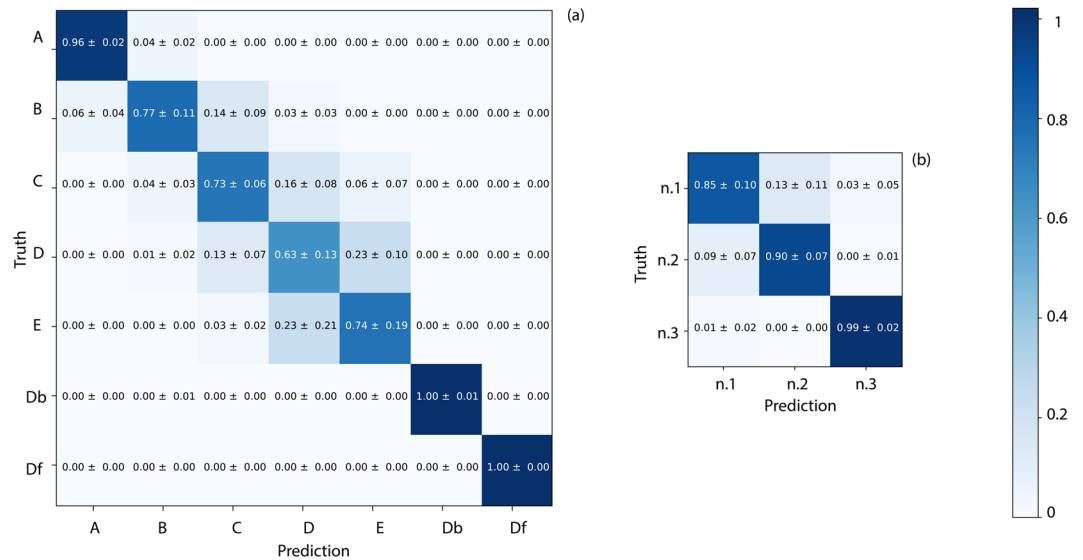 (a)
A 0.96 ± 0.02 0.04 ± 0.02 0.00 ± 0.00 0.00 ± 0.00 0.00 ± 0.00 0.00 ± 0.00 0.00 ± 0.00
B 0.06 ± 0.04 0.77 ± 0.11 0.14 ± 0.09 0.03 ± 0.03 0.00 ± 0.00 0.00 ± 0.00 0.00 ± 0.00
C 0.00 ± 0.00 0.04 ± 0.03 0.73 ± 0.06 0.16 ± 0.08 0.06 ± 0.07 0.00 ± 0.00 0.00 ± 0.00
Truth
D 0.00 ± 0.00 0.01 ± 0.02 0.13 ± 0.07 0.63 ± 0.13 0.23 ± 0.10 0.00 ± 0.00 0.00 ± 0.00
E 0.00 ± 0.00 0.00 ± 0.00 0.03 ± 0.02 0.23 ± 0.21 0.74 ± 0.19 0.00 ± 0.00 0.00 ± 0.00
Db 0.00 ± 0.00 0.00 ± 0.01 0.00 ± 0.00 0.00 ± 0.00 0.00 ± 0.00 1.00 ± 0.01 0.00 ± 0.00
Df 0.00 ± 0.00 0.00 ± 0.00 0.00 ± 0.00 0.00 ± 0.00 0.00 ± 0.00 0.00 ± 0.00 1.00 ± 0.00
A B C D E Db Df
Prediction
(b)
n.1 0.85 ± 0.10 0.13 ± 0.11 0.03 ± 0.05
Truth
n.2 0.09 ± 0.07 0.90 ± 0.07 0.00 ± 0.01
n.3 0.01 ± 0.02 0.00 ± 0.00 0.99 ± 0.02
n.1 n.2 n.3
Prediction
1
0.8
0.6
0.4
0.2
0